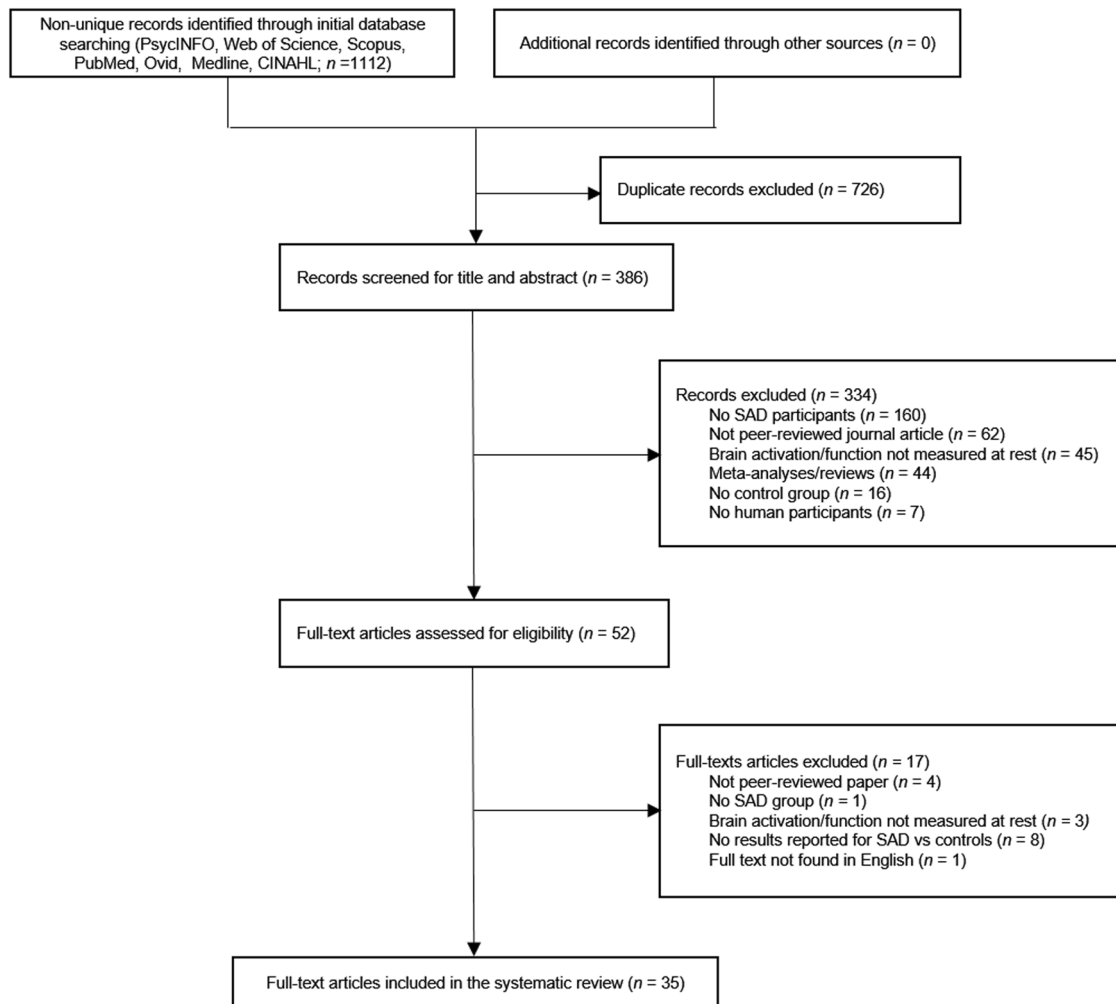 Non-unique records identified through initial database
searching (PsycINFO, Web of Science, Scopus,
PubMed, Ovid, Medline, CINAHL; n =1112)
Additional records identified through other sources (n = 0)
Duplicate records excluded (n = 726)
Records screened for title and abstract (n = 386)
Records excluded (n = 334)
No SAD participants (n = 160)
Not peer-reviewed journal article (n = 62)
Brain activation/function not measured at rest (n = 45)
Meta-analyses/reviews (n = 44)
No control group (n = 16)
No human participants (n = 7)
Full-text articles assessed for eligibility (n = 52)
Full-texts articles excluded (n = 17)
Not peer-reviewed paper (n = 4)
No SAD group (n = 1)
Brain activation/function not measured at rest (n = 3)
No results reported for SAD vs controls (n = 8)
Full text not found in English (n = 1)
Full-text articles included in the systematic review (n = 35)